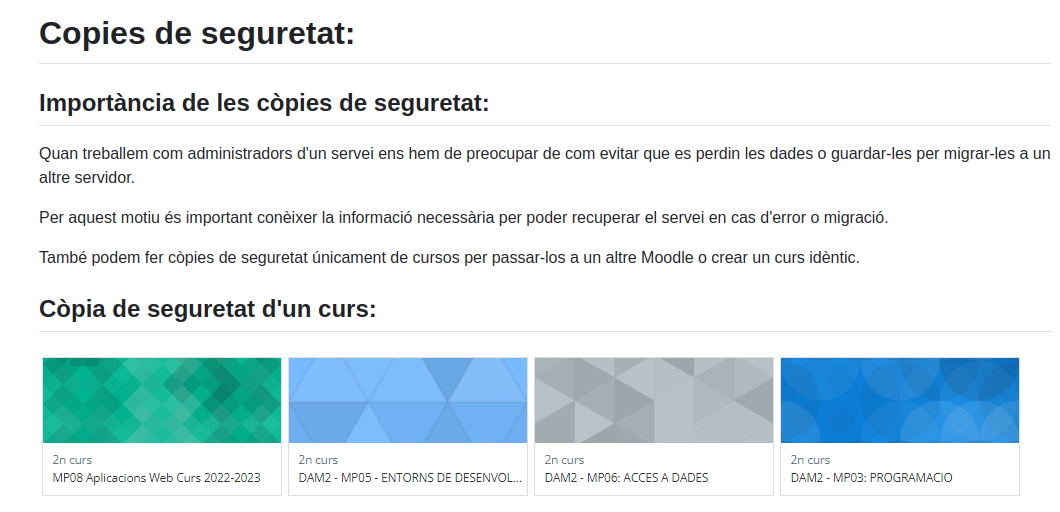 Copies de seguretat:
Importància de les còpies de seguretat:
Quan treballem com administradors d'un servei ens hem de preocupar de com evitar que es perdin les dades o guardar-les per migrar-les a un
altre servidor.
Per aquest motiu és important conèixer la informació necessària per poder recuperar el servei en cas d'error o migració.
També podem fer còpies de seguretat únicament de cursos per passar-los a un altre Moodle o crear un curs idèntic.
Còpia de seguretat d'un curs:
2n curs
MP08 Aplicacions Web Curs 2022-2023
2n curs
DAM2 - MP05 - ENTORNS DE DESENVOL...
2n curs
DAM2 - MP06: ACCES A DADES
2n curs
DAM2 - MP03: PROGRAMACIO